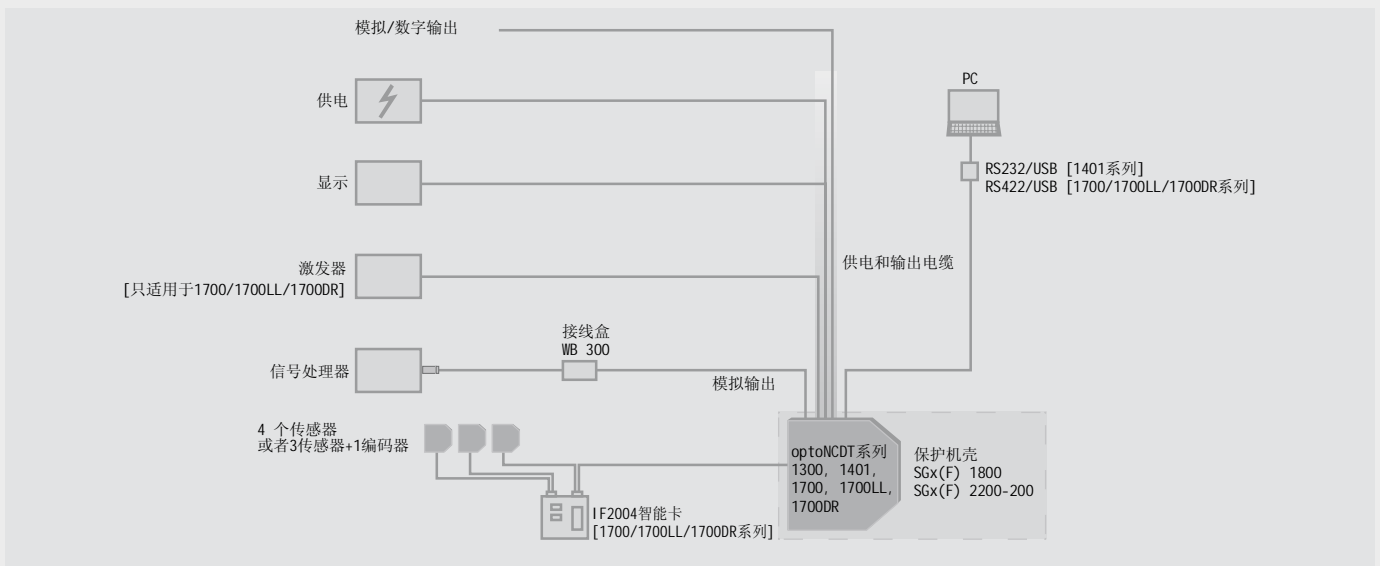 模拟/数字输出
供电
PC
显示
RS232/USB [1401系列]
RS422/USB [1700/1700LL/1700DR系列]
激发器
[只适用于1700/1700LL/1700DR]
供电和输出电缆
接线盒
WB 300
信号处理器
模拟输出
4 个传感器
或者3传感器+1编码器
optoNCDT系列
1300, 1401,
1700, 1700LL,
1700DR
保护机壳
SGx(F) 1800
SGx(F) 2200-200
IF2004智能卡
[1700/1700LL/1700DR系列]